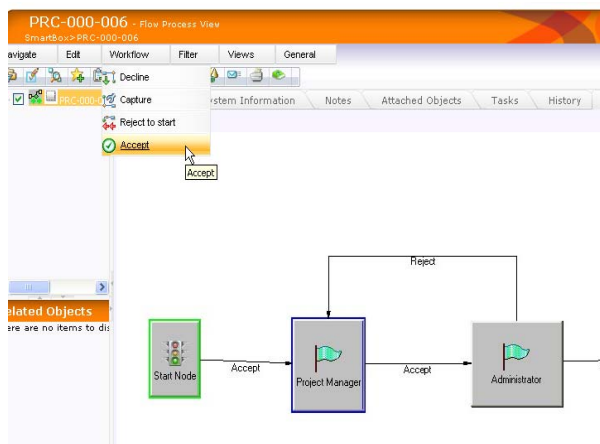 PRC-000-006 - Flow Process View
SmartBox>PRC-000-006
avigate Edit Workflow Filter Views General
Decline
PRC-000-0
Capture
stem Information Notes Attached Objects Tasks History
Reject to start
Accept
Accept
Reject
elated Objects
ere are no items to dis
Start Node
Accept
Project Manager
Accept
Administrator